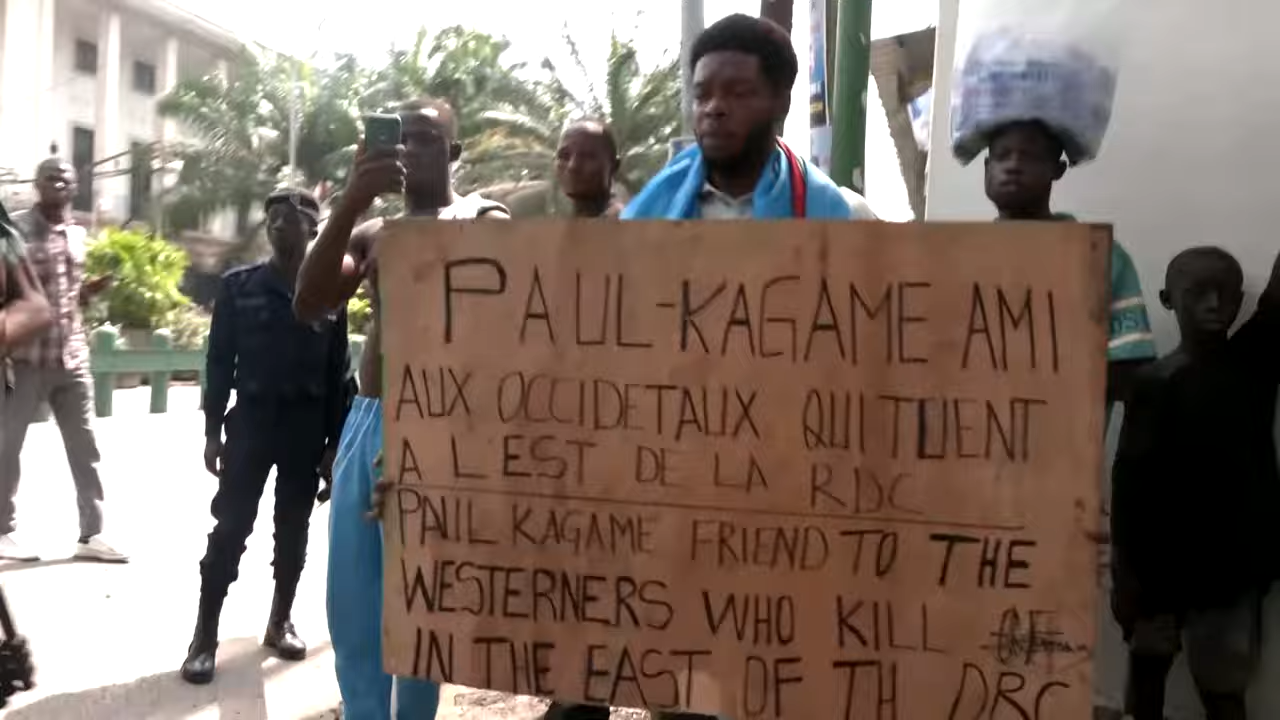 PAUL-KAGAME AMI
AUX OCCIDETAUX QUI TUENT
A L EST DE LA RDC
PAUL KAGAME FRIEND TO THE
WESTERNERS WHO KILL
IN THE EAST OF TH DRC